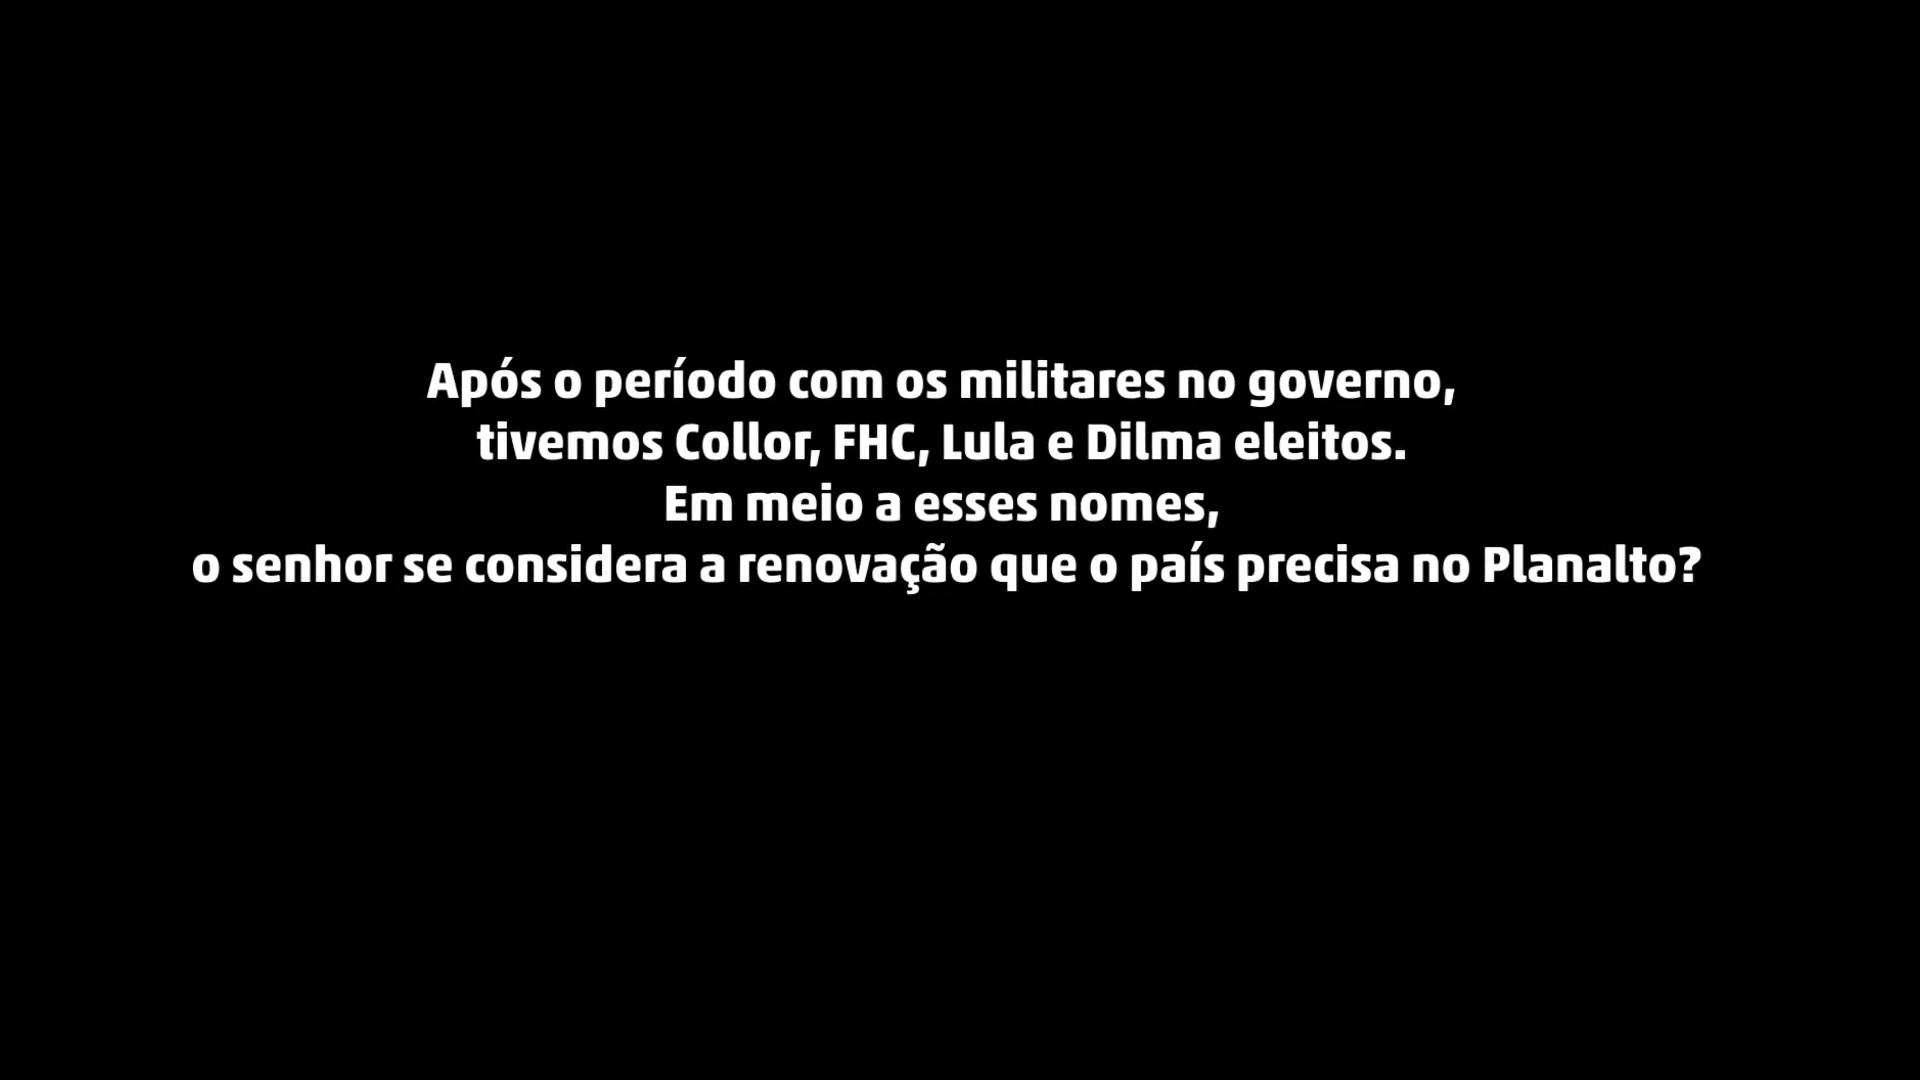 Após o período com os militares no governo,
tivemos Collor, FHC, Lula e Dilma eleitos.
Em meio a esses nomes,
o senhor se considera a renovação que o país precisa no Planalto?